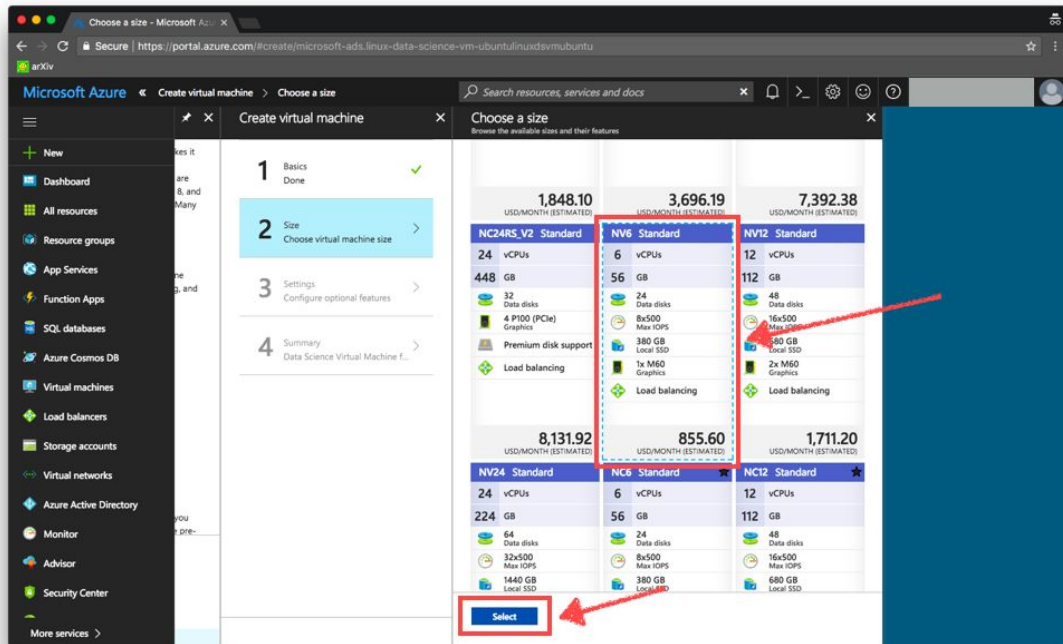 Choose a size - Microsoft Azu
Secure | https://portal.azure.com/#create/microsoft-ads.linux-data-science-vm-ubuntulinuxdsvmubuntu
arXiv
Microsoft Azure « Create virtual machine > Choose a size
Search resources, services and docs
New
Dashboard
All resources
Resource groups
App Services
Function Apps
SQL databases
Azure Cosmos DB
Virtual machines
Load balancers
Storage accounts
Virtual networks
Azure Active Directory
Monitor
Advisor
Security Center
More services >
kes it
are
8, and
Many
ne
g, and
you
e pre-
Create virtual machine
1 Basics
Done
2 Size
Choose virtual machine size
3 Settings
Configure optional features
4 Summary
Data Science Virtual Machine f...
Choose a size
Browse the available sizes and their features
1,848.10
USD/MONTH (ESTIMATED)
3,696.19
USD/MONTH (ESTIMATED)
7,392.38
USD/MONTH (ESTIMATED)
NC24RS_V2 Standard
24 vCPUs
448 GB
32
Data disks
4 P100 (PCIe)
Graphics
Premium disk support
Load balancing
8,131.92
USD/MONTH (ESTIMATED)
NV6 Standard
6 vCPUs
56 GB
24
Data disks
8x500
Max IOPS
380 GB
Local SSD
1x M60
Graphics
Load balancing
855.60
USD/MONTH (ESTIMATED)
NV12 Standard
12 vCPUs
112 GB
48
Data disks
16x500
Max IOPS
680 GB
Local SSD
2x M60
Graphics
Load balancing
1,711.20
USD/MONTH (ESTIMATED)
NV24 Standard
24 vCPUs
224 GB
64
Data disks
32x500
Max IOPS
1440 GB
Local SSD
NC6 Standard
6 vCPUs
56 GB
24
Data disks
8x500
Max IOPS
380 GB
Local SSD
NC12 Standard
12 vCPUs
112 GB
48
Data disks
16x500
Max IOPS
680 GB
Local SSD
Select